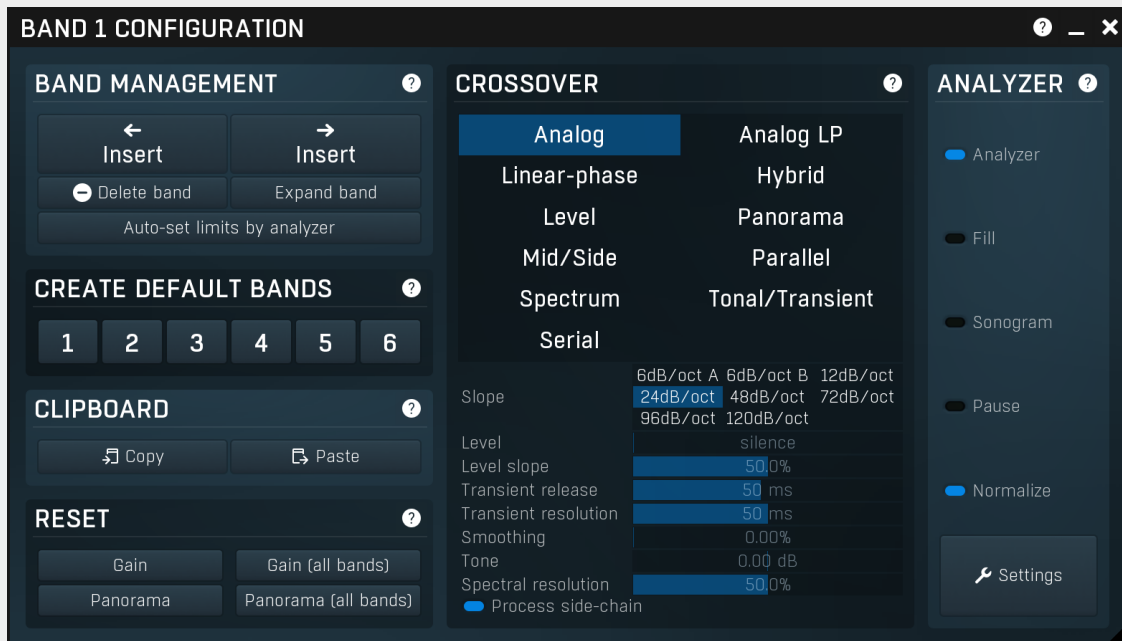 BAND 1 CONFIGURATION ? 
BAND MANAGEMENT ?
← Insert → Insert
Delete band Expand band
Auto-set limits by analyzer
CREATE DEFAULT BANDS ?
1 2 3 4 5 6
CLIPBOARD ?
Copy Paste
RESET ?
Gain Gain (all bands)
Panorama Panorama (all bands)
CROSSOVER ?
Analog Analog LP
Linear-phase Hybrid
Level Panorama
Mid/Side Parallel
Spectrum Tonal/Transient
Serial
6dB/oct A 6dB/oct B 12dB/oct
Slope 24dB/oct 48dB/oct 72dB/oct
96dB/oct 120dB/oct
Level silence
Level slope 50.0%
Transient release 50 ms
Transient resolution 50 ms
Smoothing 0.00%
Tone 0.00 dB
Spectral resolution 50.0%
Process side-chain
ANALYZER ?
Analyzer
Fill
Sonogram
Pause
Normalize
Settings